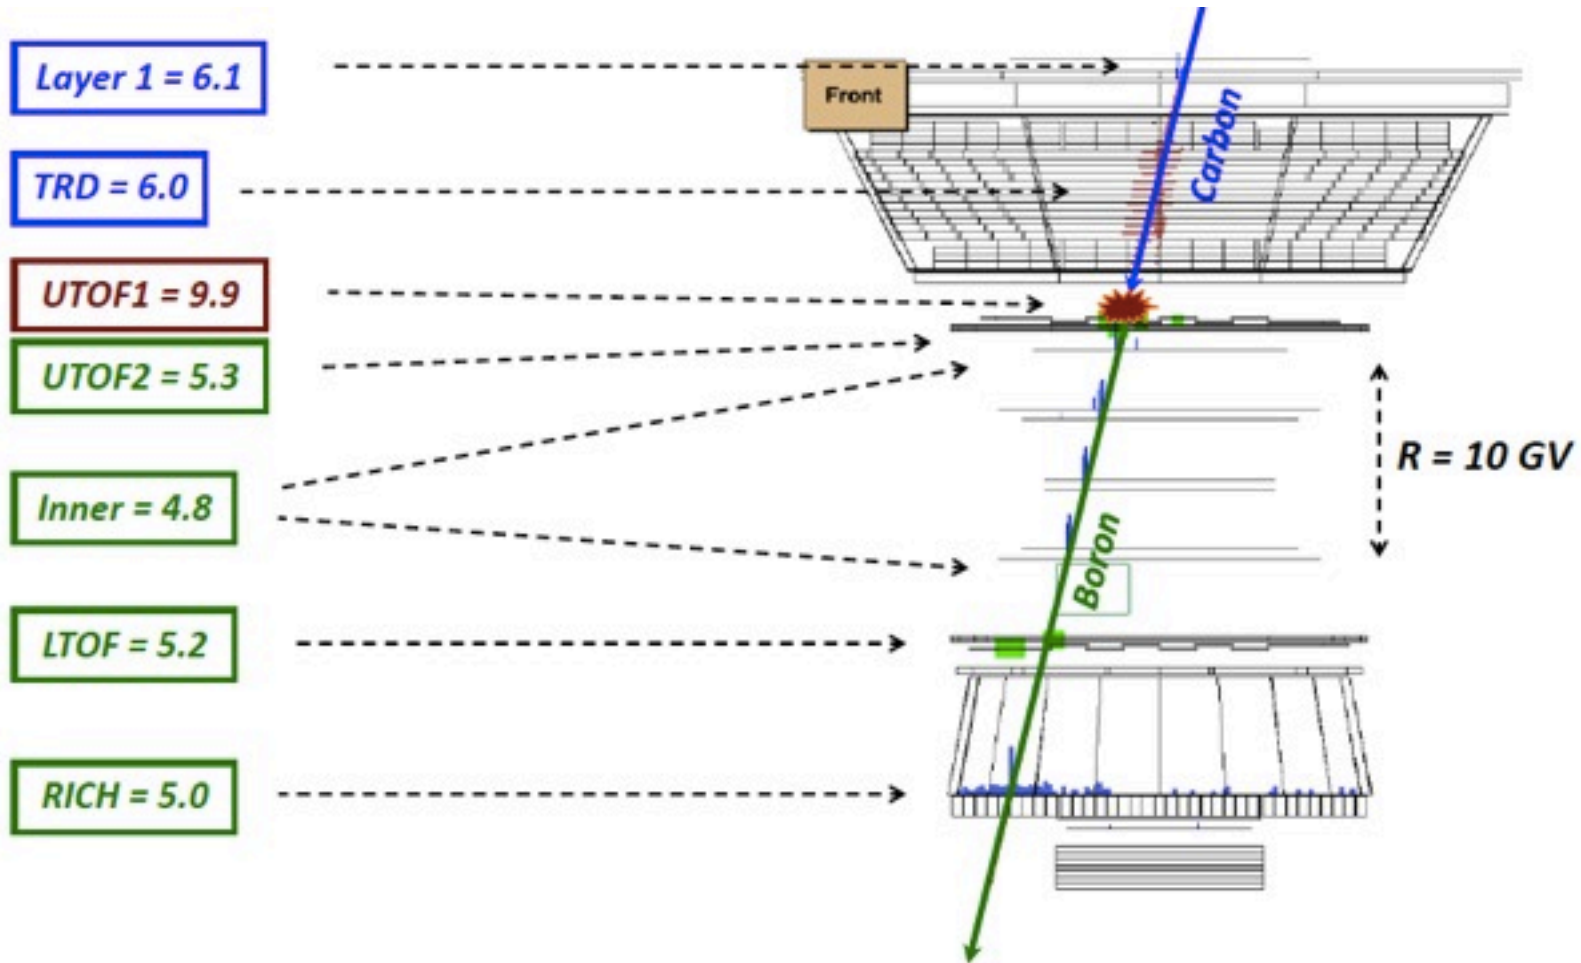 Layer 1 = 6.1
Front
Carbon
TRD = 6.0
UTOF1 = 9.9
UTOF2 = 5.3
R = 10 GV
Inner = 4.8
Boron
LTOF = 5.2
RICH = 5.0